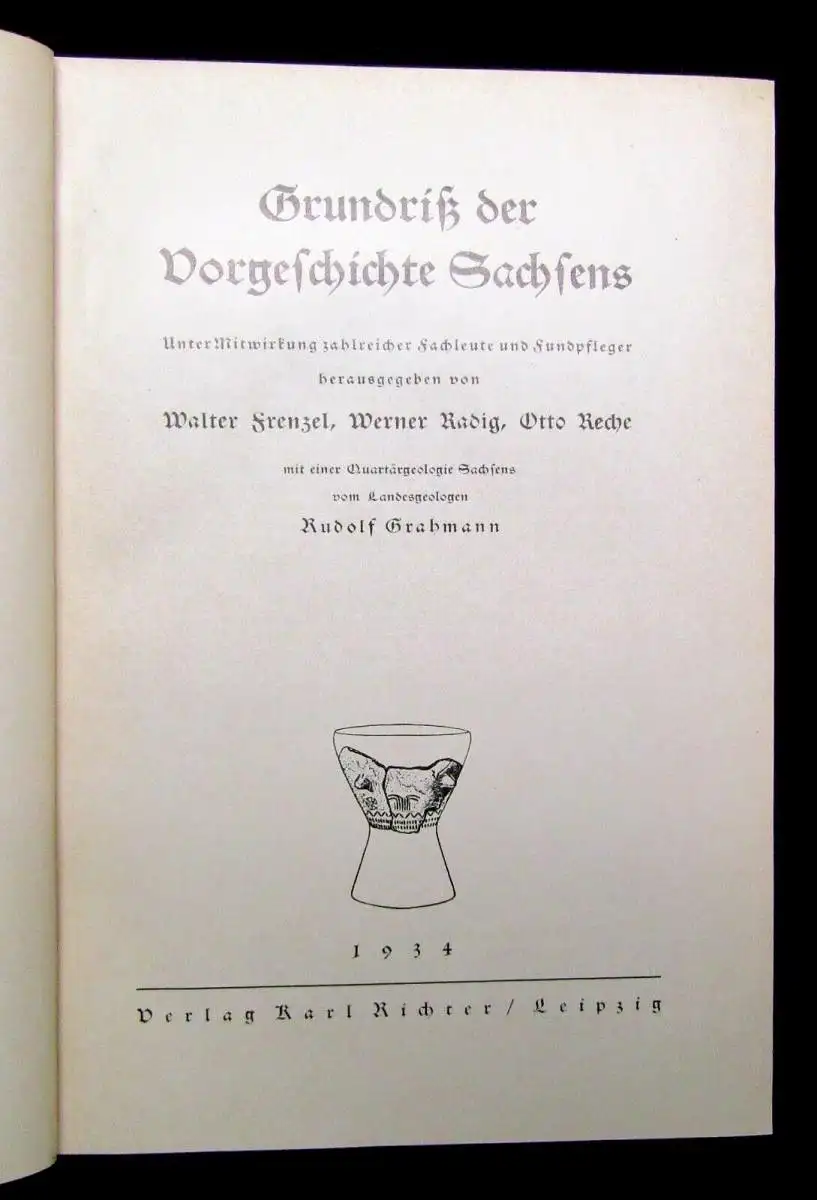 Grundriß der
Vorgeschichte Sachsens
Unter Mitwirkung zahlreicher Fachleute und Fundpfleger
herausgegeben von
Walter Frenzel, Werner Radig, Otto Reche
mit einer Quartärgeologie Sachsens
vom Landesgeologen
Rudolf Grahmann
1934
Verlag Karl Richter / Leipzig